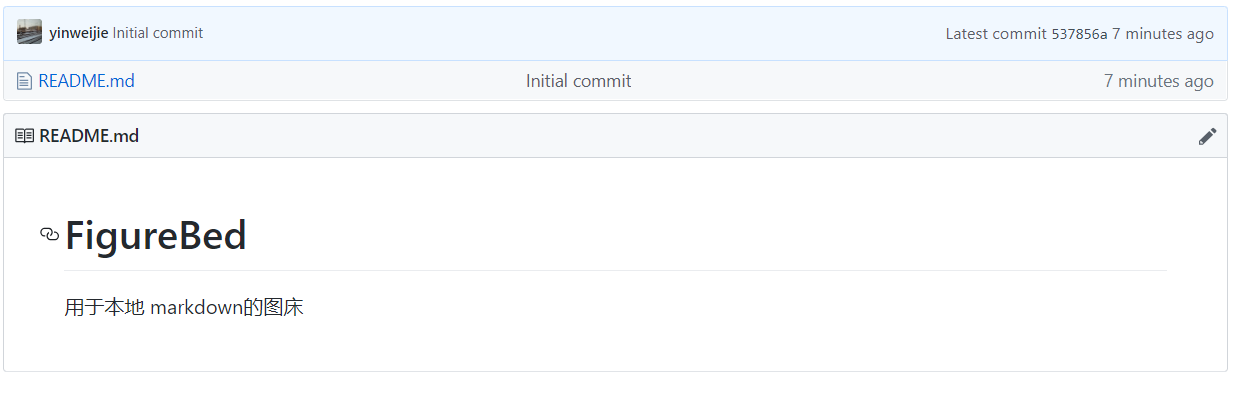 yinweijie Initial commit Latest commit 537856a 7 minutes ago
README.md Initial commit 7 minutes ago
README.md
FigureBed
用于本地 markdown的图床